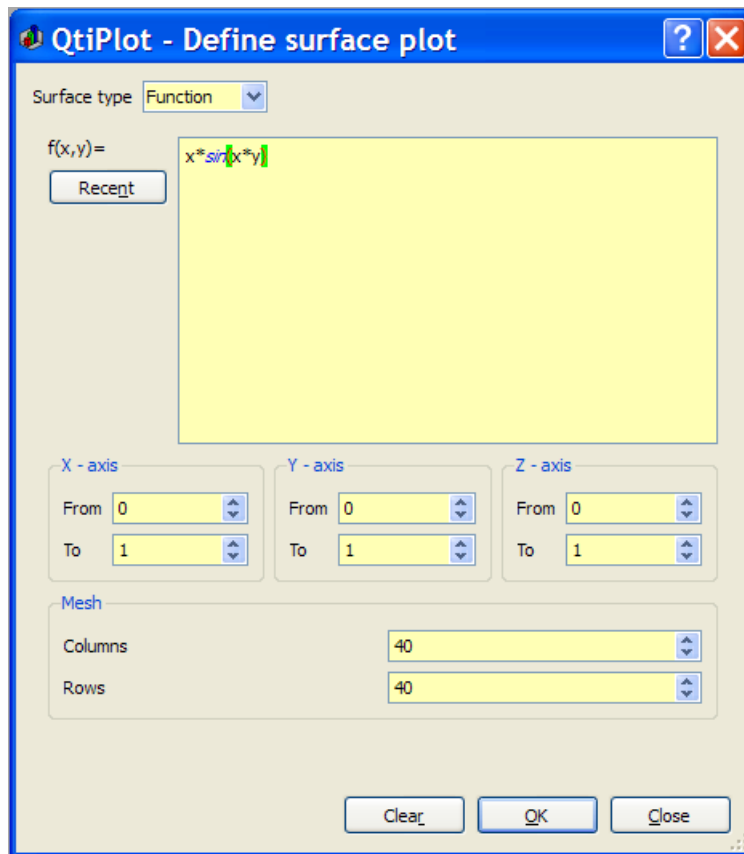 QtiPlot - Define surface plot
Surface type Function
f(x,y)= x*sin(x*y)
Recent
X - axis Y - axis Z - axis
From 0 From 0 From 0
To 1 To 1 To 1
Mesh
Columns 40
Rows 40
Clear OK Close